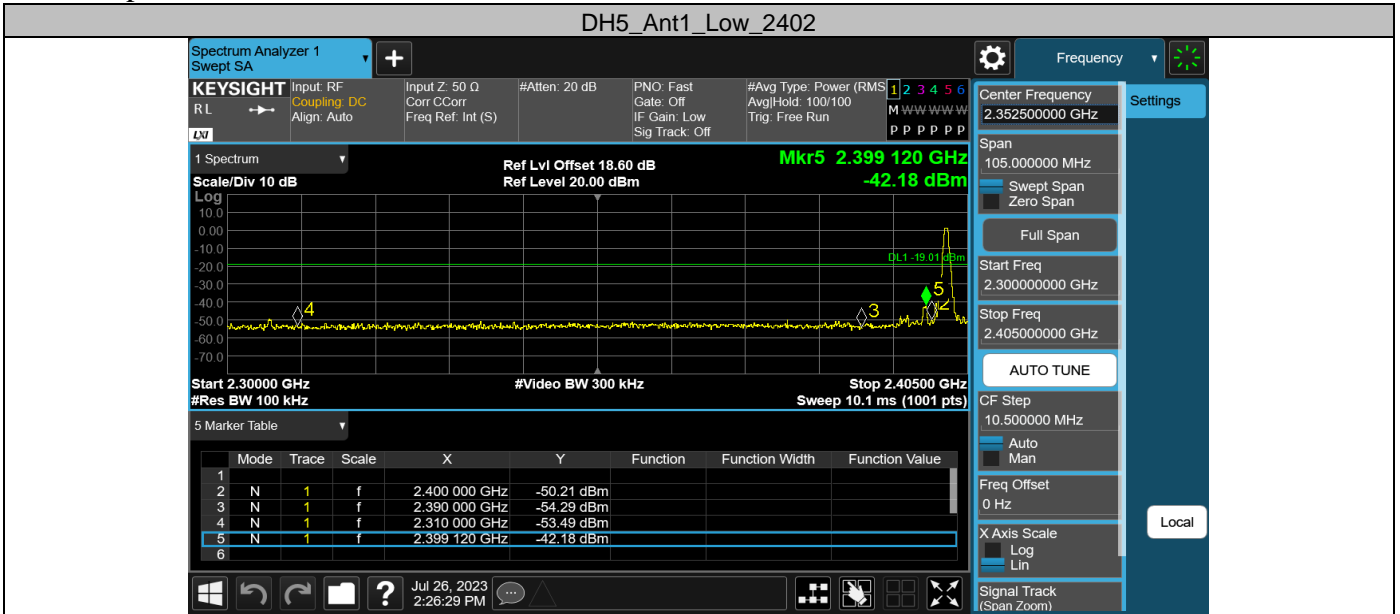 DH5_Ant1_Low_2402
Spectrum Analyzer 1
Swept SA
Frequency
KEYSIGHT
RL
LXI
Input: RF
Coupling: DC
Align: Auto
Input Z: 50 Ω
Corr CCorr
Freq Ref: Int (S)
#Atten: 20 dB
PNO: Fast
Gate: Off
IF Gain: Low
Sig Track: Off
#Avg Type: Power (RMS
Avg|Hold: 100/100
Trig: Free Run
1 2 3 4 5 6
M W W W W W
P P P P P P
Settings
1 Spectrum
Scale/Div 10 dB
Ref Lvl Offset 18.60 dB
Ref Level 20.00 dBm
Mkr5 2.399 120 GHz
-42.18 dBm
Log
10.0
0.00
-10.0
-20.0
-30.0
-40.0
-50.0
-60.0
-70.0
DL1 -19.01 dBm
4
3
5
2
Start 2.30000 GHz
#Video BW 300 kHz
Stop 2.40500 GHz
#Res BW 100 kHz
Sweep 10.1 ms (1001 pts)
5 Marker Table
Mode Trace Scale X Y Function Function Width Function Value
1
2 N 1 f 2.400 000 GHz -50.21 dBm
3 N 1 f 2.390 000 GHz -54.29 dBm
4 N 1 f 2.310 000 GHz -53.49 dBm
5 N 1 f 2.399 120 GHz -42.18 dBm
6
Center Frequency
2.352500000 GHz
Span
105.000000 MHz
Swept Span
Zero Span
Full Span
Start Freq
2.300000000 GHz
Stop Freq
2.405000000 GHz
AUTO TUNE
CF Step
10.500000 MHz
Auto
Man
Freq Offset
0 Hz
X Axis Scale
Log
Lin
Signal Track
(Span Zoom)
Local
?
Jul 26, 2023
2:26:29 PM